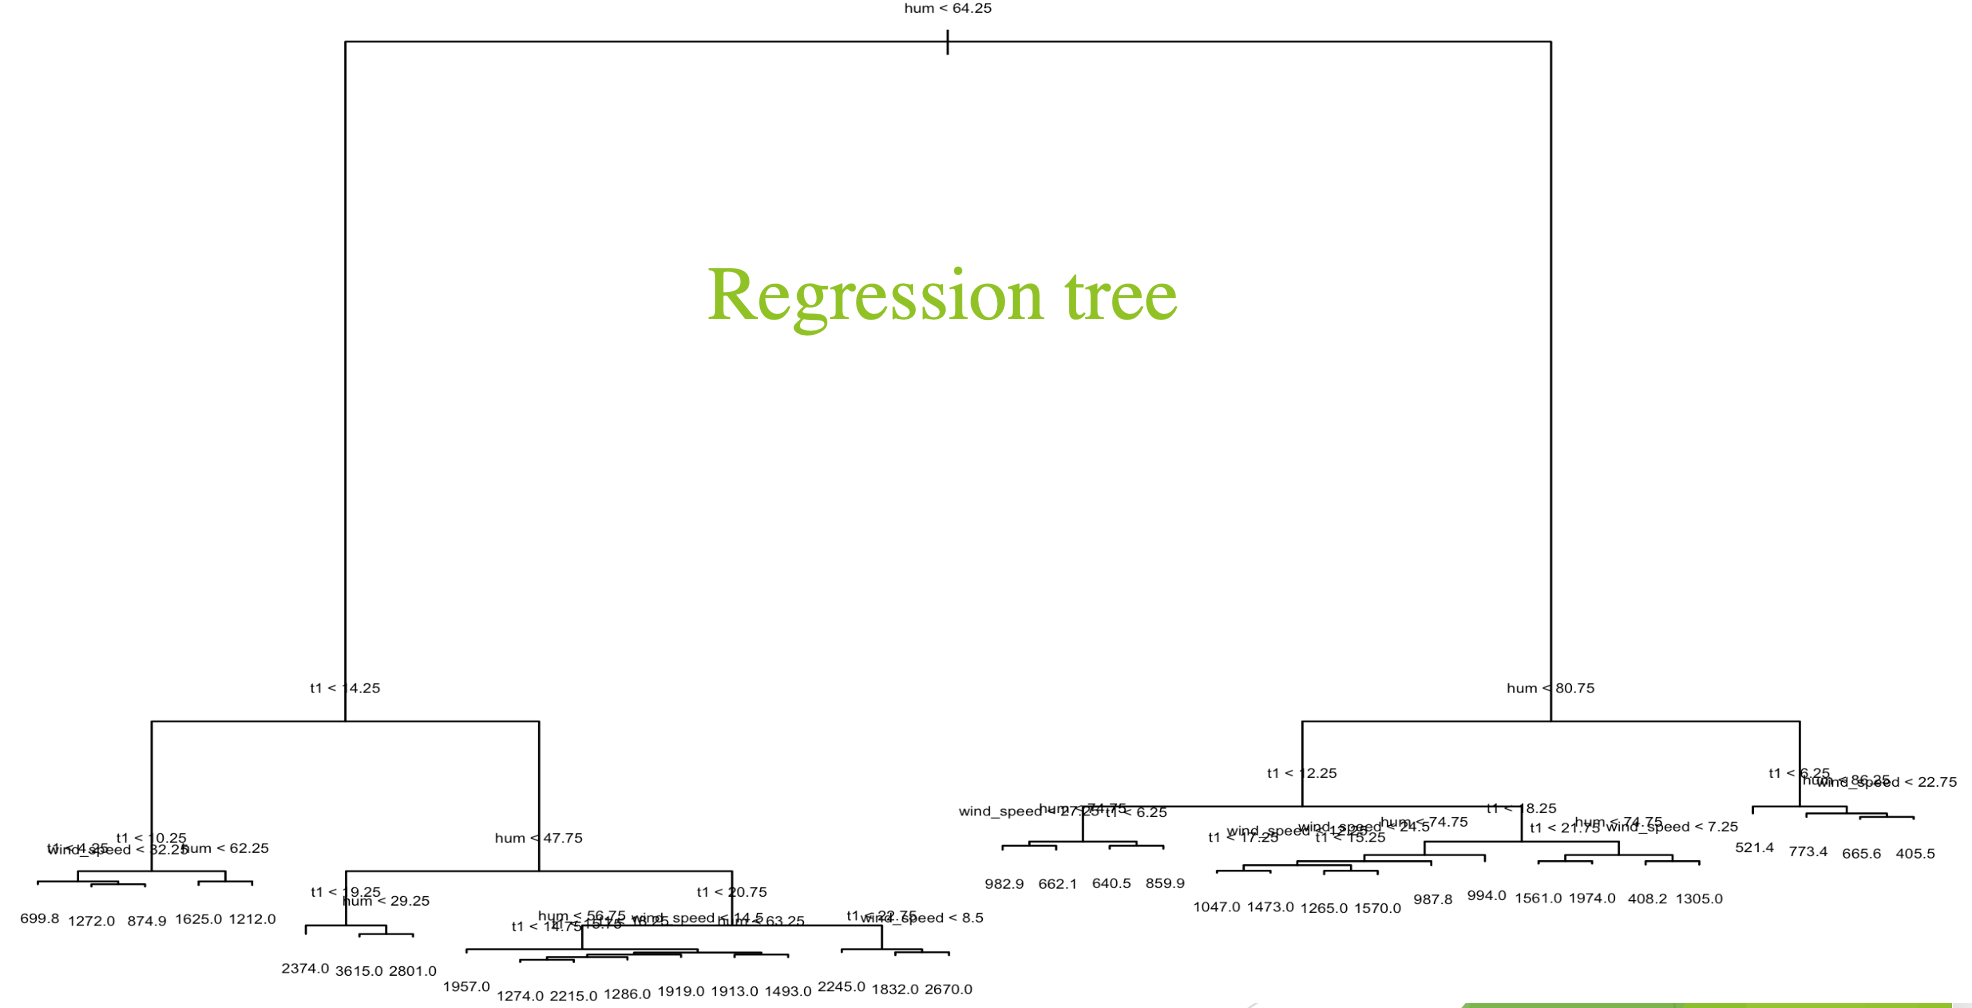 hum < 64.25
Regression tree
t1 < 14.25
hum < 80.75
t1 < 12.25
t1 < 6.25
hum < 86.25
wind_speed < 22.75
wind_speed < 27.25
hum < 74.75
t1 < 6.25
t1 < 18.25
hum < 74.75
hum < 74.75
wind_speed < 7.25
t1 < 21.75
wind_speed < 24.5
wind_speed < 12.25
t1 < 17.25
t1 < 15.25
t1 < 10.25
hum < 47.75
t1 < 4.25
wind_speed < 32.25
hum < 62.25
521.4
773.4
665.6
405.5
982.9
662.1
640.5
859.9
t1 < 19.25
hum < 29.25
t1 < 20.75
987.8
994.0
1561.0
1974.0
408.2
1305.0
1047.0
1473.0
1265.0
1570.0
699.8
1272.0
874.9
1625.0
1212.0
hum < 56.75
wind_speed < 14.5
hum < 63.25
t1 < 22.75
wind_speed < 8.5
t1 < 14.75
2374.0
3615.0
2801.0
1957.0
1274.0
2215.0
1286.0
1919.0
1913.0
1493.0
2245.0
1832.0
2670.0